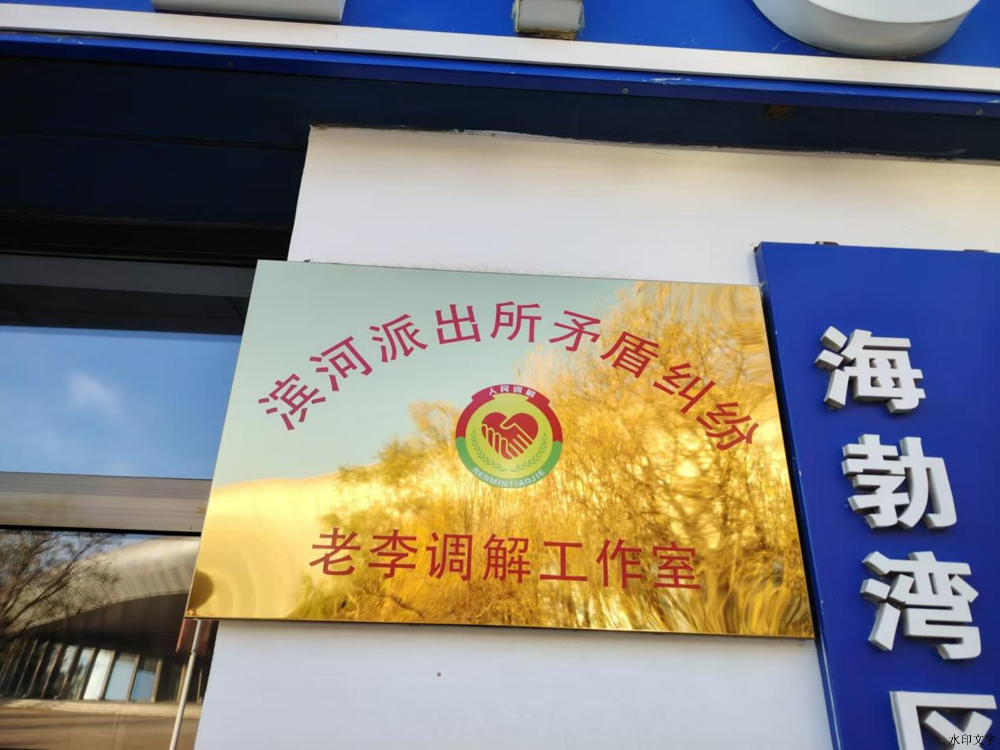 滨河派出所矛盾纠纷
人民调解
RENMINTIAOJIE
老李调解工作室
海勃湾区
水印文字